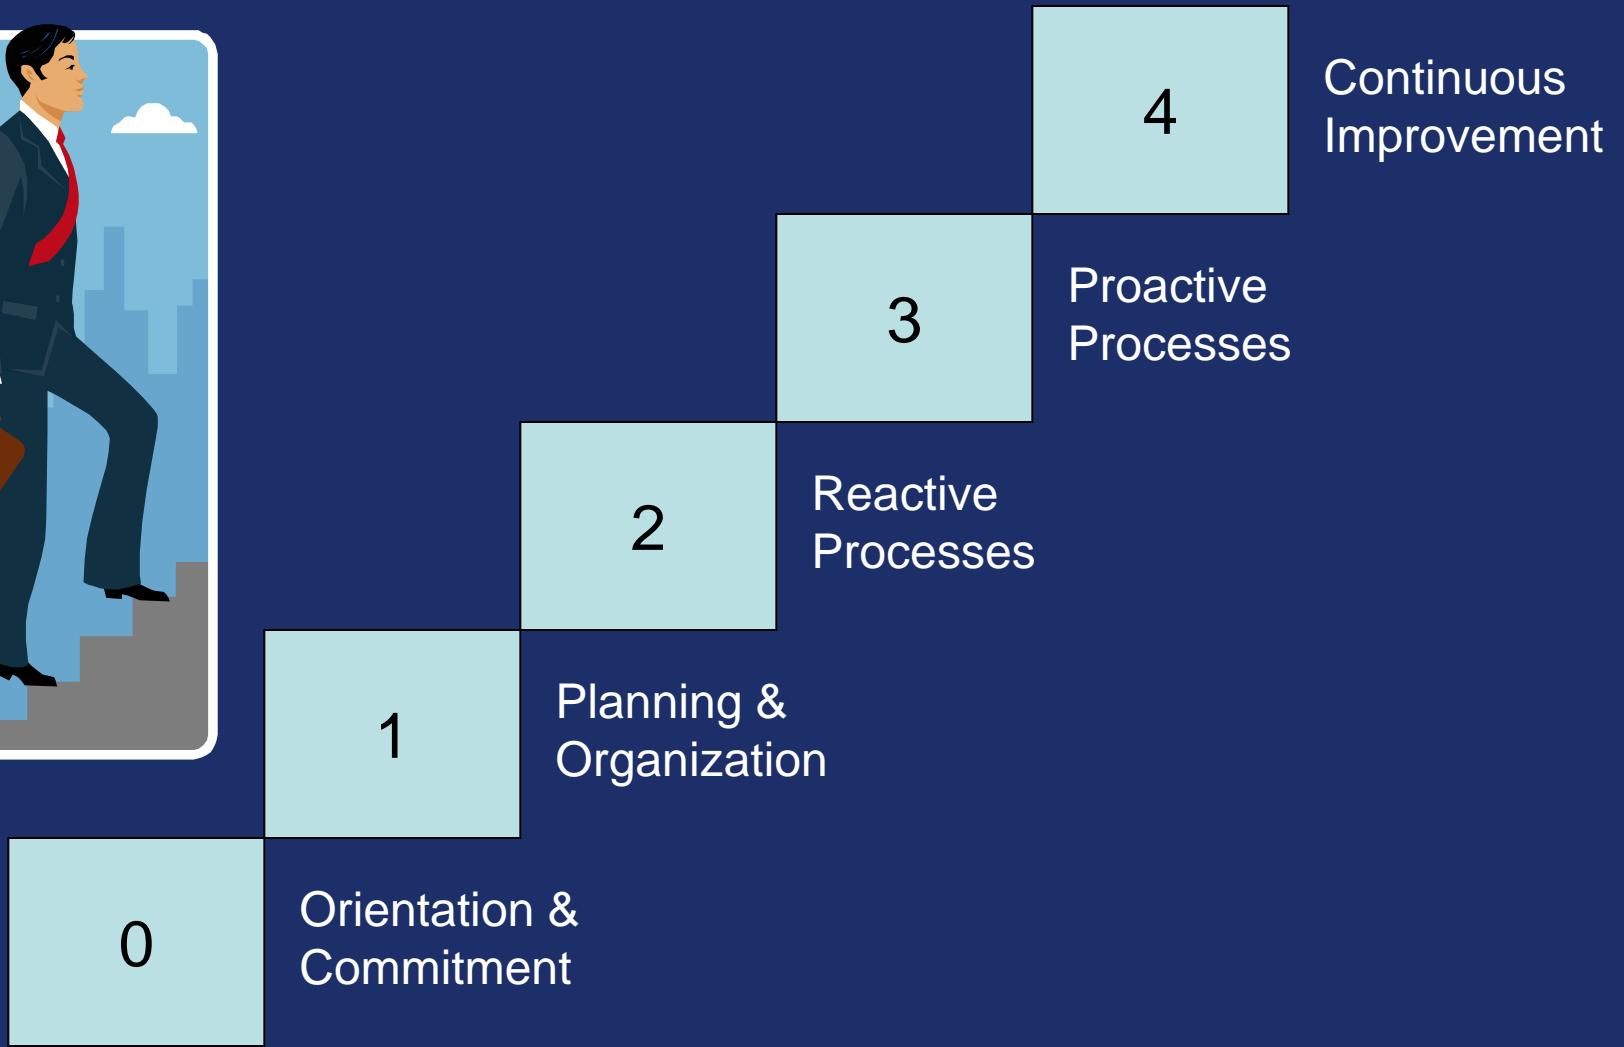 4
Continuous
Improvement
3
Proactive
Processes
2
Reactive
Processes
1
Planning &
Organization
0
Orientation &
Commitment